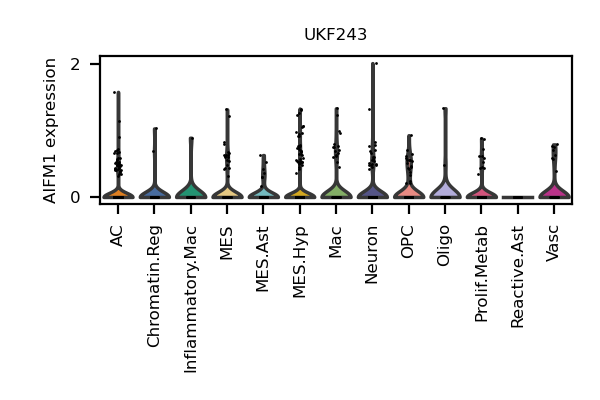 UKF243
AIFM1 expression
2
0
AC
Chromatin.Reg
Inflammatory.Mac
MES
MES.Ast
MES.Hyp
Mac
Neuron
OPC
Oligo
Prolif.Metab
Reactive.Ast
Vasc